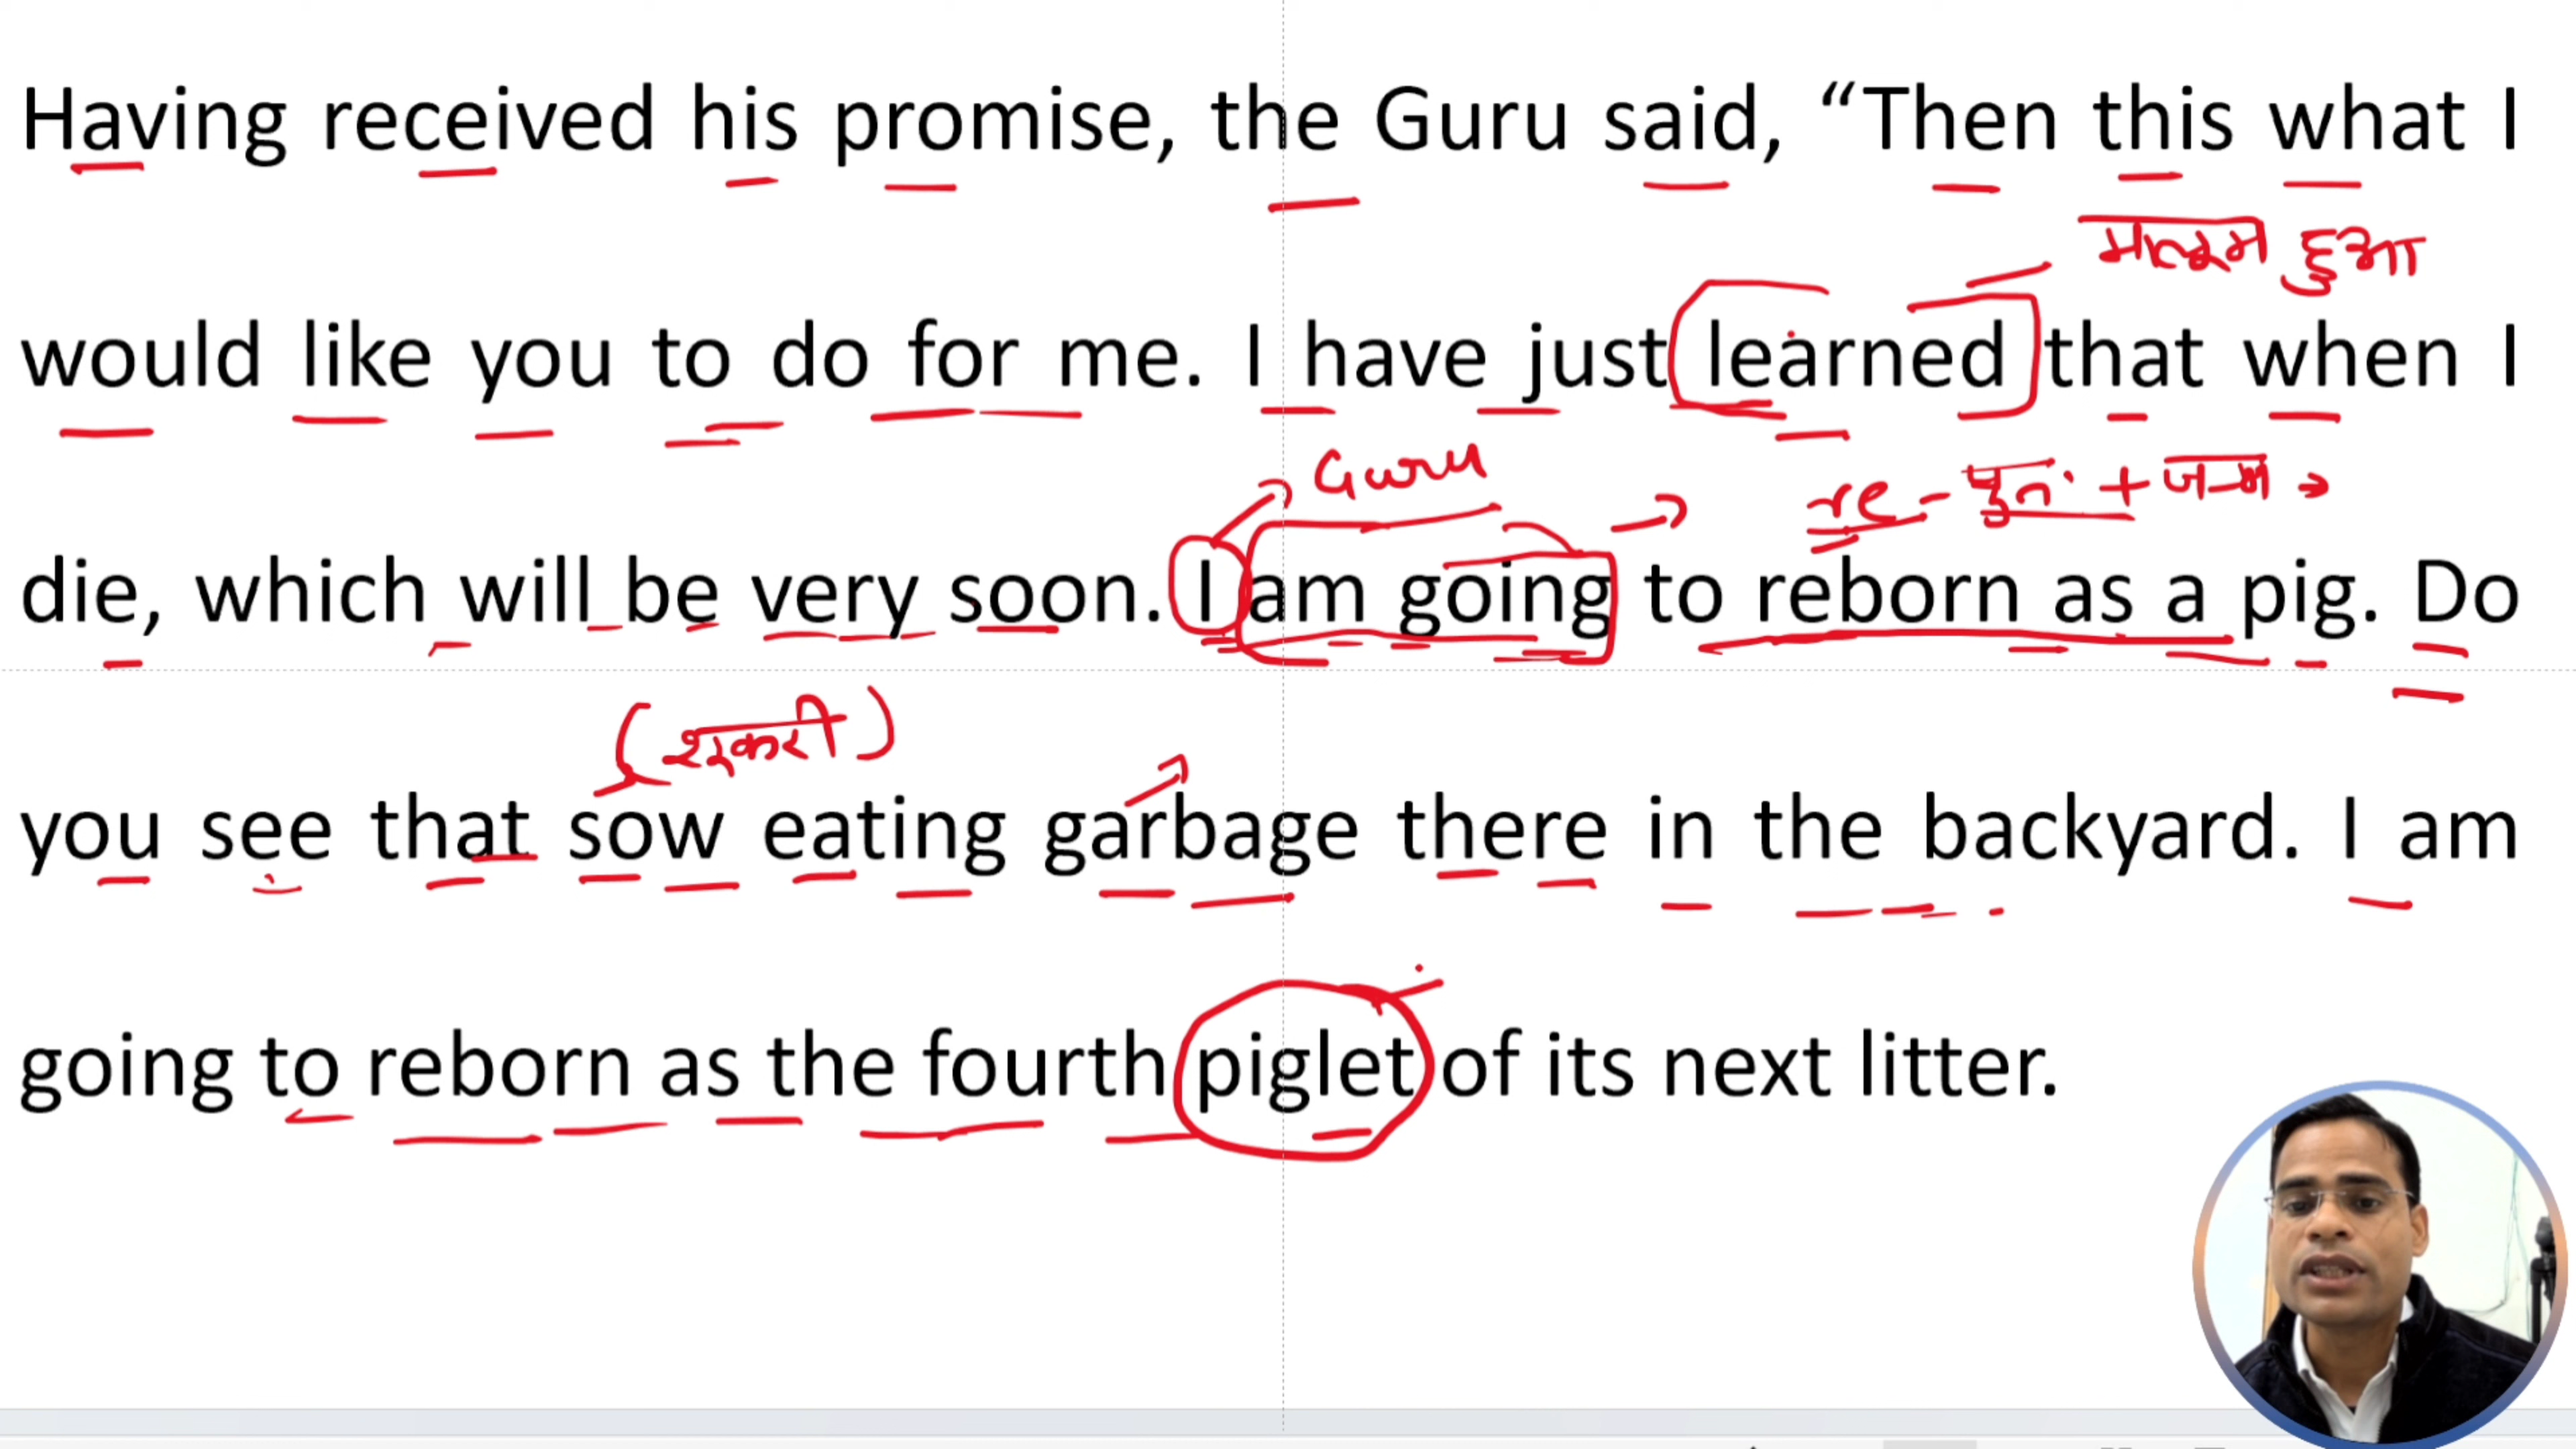 Having received his promise, the Guru said, “Then this what I
मालूम हुआ
would like you to do for me. I have just learned that when I
Guru
re - पुनः + जन्म →
die, which will be very soon. I am going to reborn as a pig. Do
(शूकरी)
you see that sow eating garbage there in the backyard. I am
going to reborn as the fourth piglet of its next litter.